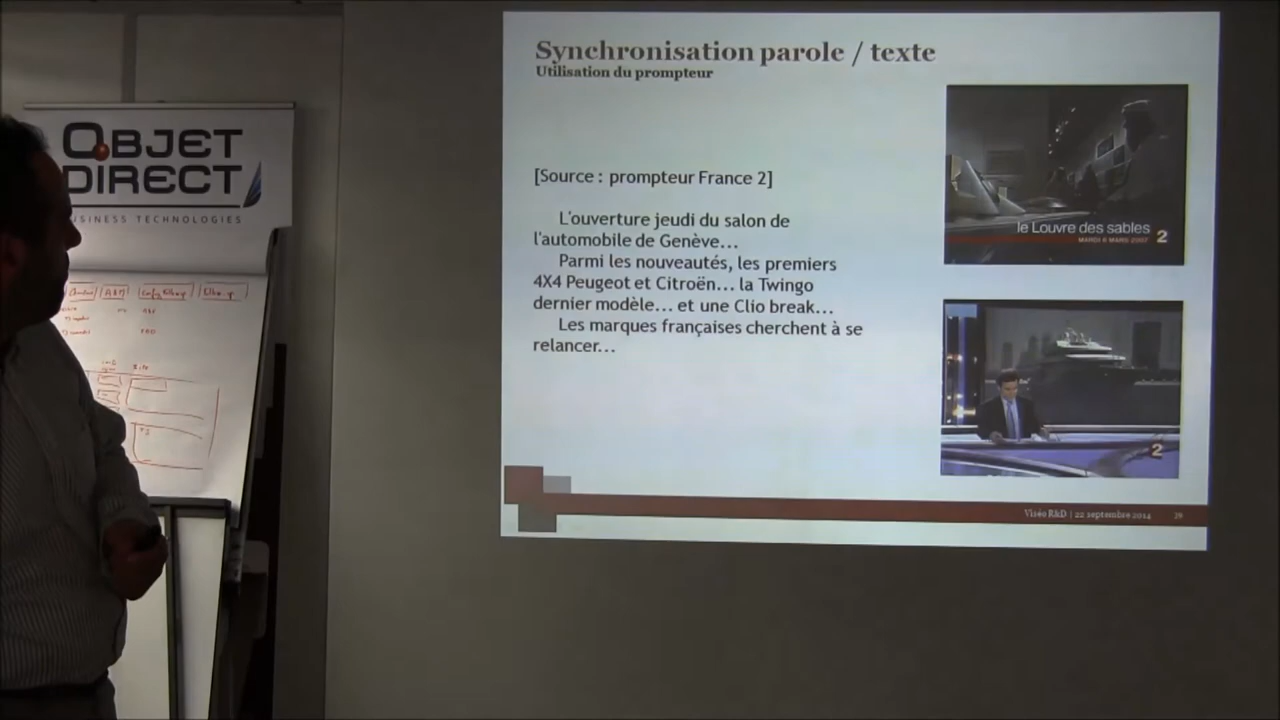 OBJET
DIRECT
BUSINESS TECHNOLOGIES
Synchronisation parole / texte
Utilisation du prompteur
[Source : prompteur France 2]
L'ouverture jeudi du salon de
l'automobile de Genève...
Parmi les nouveautés, les premiers
4X4 Peugeot et Citroën... la Twingo
dernier modèle... et une Clio break...
Les marques françaises cherchent à se
relancer...
le Louvre des sables
MARDI 6 MARS 2007
2
2
Viséo R&D | 22 septembre 2014
29